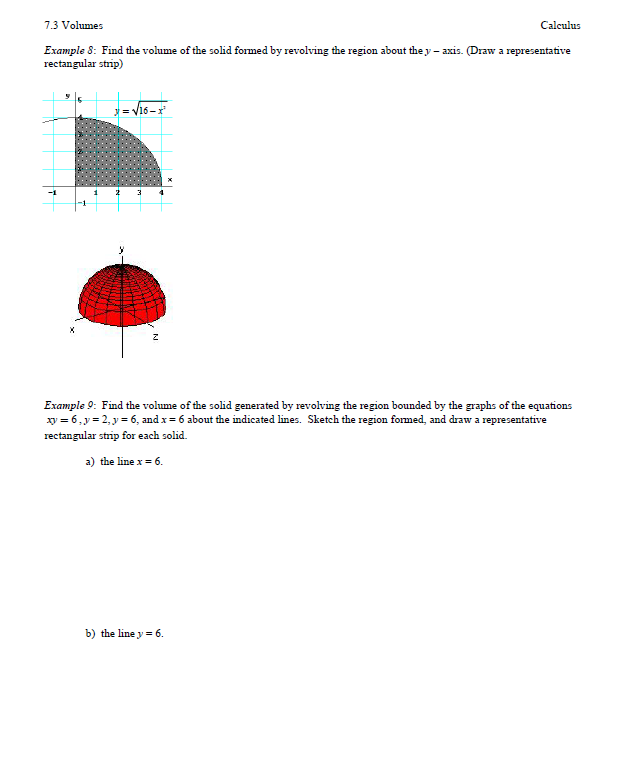 7.3 Volumes Calculus
Example 8: Find the volume of the solid formed by revolving the region about the y – axis. (Draw a representative
rectangular strip)
y 5
y = √16 – x²
4
3
2
1
x
-1 1 2 3 4
-1
y
x
z
Example 9: Find the volume of the solid generated by revolving the region bounded by the graphs of the equations
xy = 6, y = 2, y = 6, and x = 6 about the indicated lines. Sketch the region formed, and draw a representative
rectangular strip for each solid.
a) the line x = 6.
b) the line y = 6.